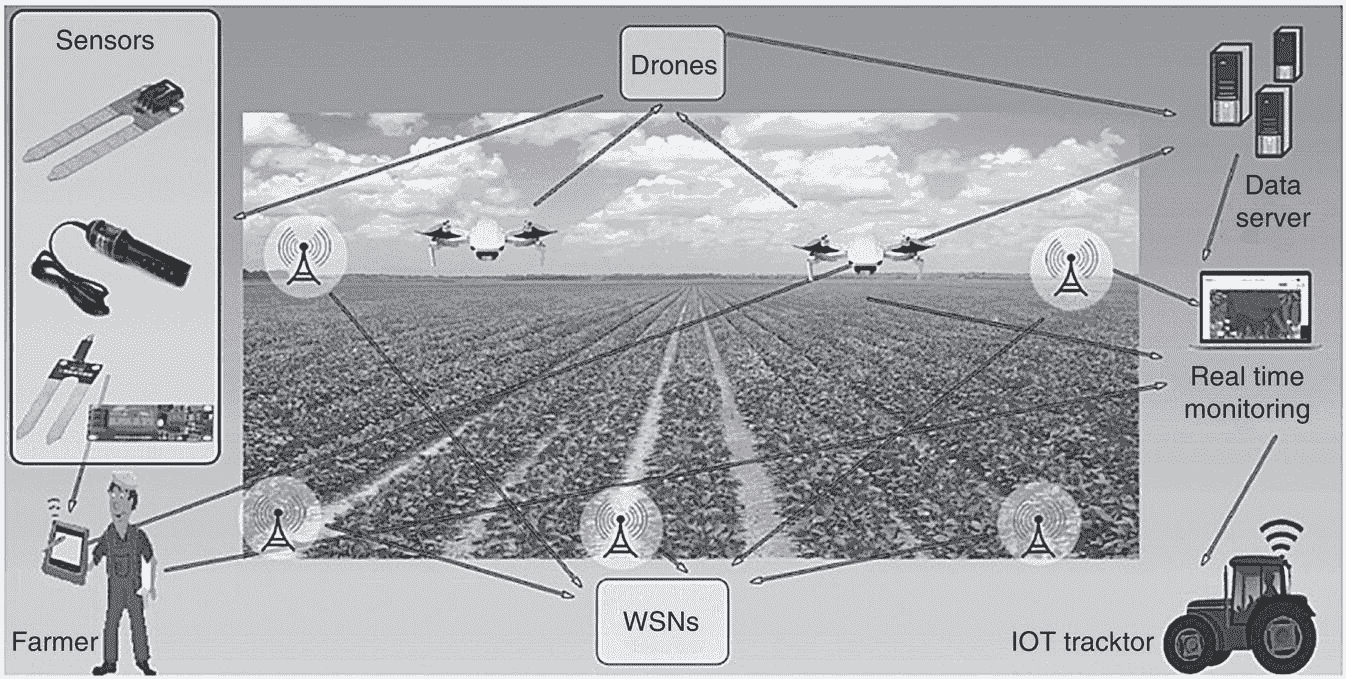 Sensors
Drones
Data
server
Real time
monitoring
Farmer
WSNs
IOT tracktor